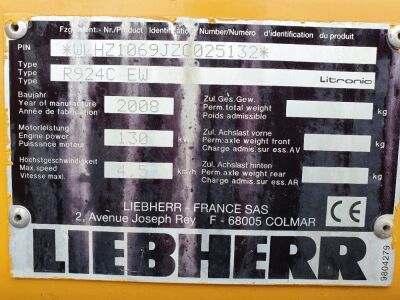 Fzgident.- Nr./Product Identification Number/Numéro d'identification du produit
PIN *WLHZ1069JZC025132*
Type R924C EW Litronic
Type
Baujahr Zul.Ges.Gew.
Year of manufacture 2008 Perm.total weight kg
Année de fabrication Poids admissible
Motorleistung Zul. Achslast vorne
Engine power 130 kW Perm.axle weight front kg
Puissance moteur Charge admis.sur ess.AV
Höchstgeschwindigkeit Zul. Achslast hinten
Max.speed km/h Perm.axle weight rear kg
Vitesse maxi. Charge admis.sur ess.AR
LIEBHERR - FRANCE SAS
2, Avenue Joseph Rey F - 68005 COLMAR
CE
LIEBHERR
9804279